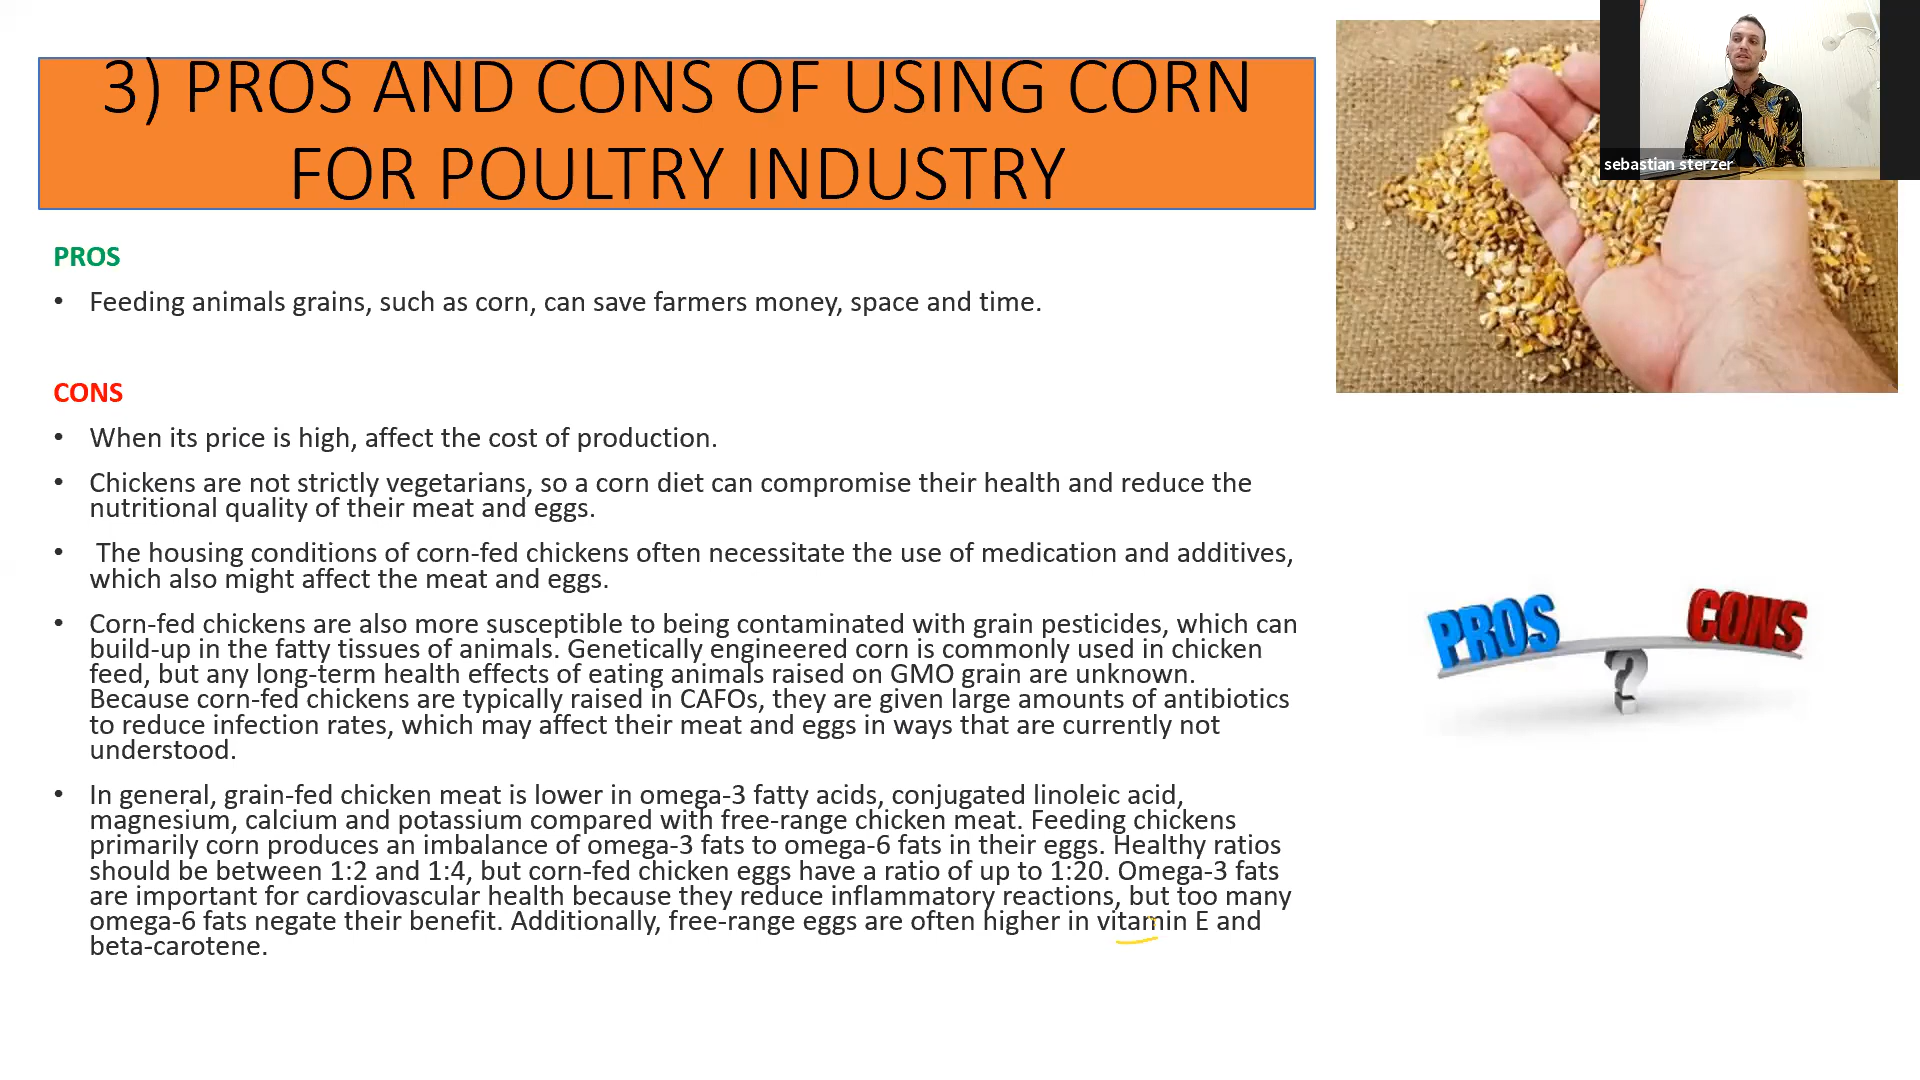 3) PROS AND CONS OF USING CORN
FOR POULTRY INDUSTRY
sebastian sterzer
PROS
• Feeding animals grains, such as corn, can save farmers money, space and time.
CONS
• When its price is high, affect the cost of production.
• Chickens are not strictly vegetarians, so a corn diet can compromise their health and reduce the
nutritional quality of their meat and eggs.
• The housing conditions of corn-fed chickens often necessitate the use of medication and additives,
which also might affect the meat and eggs.
• Corn-fed chickens are also more susceptible to being contaminated with grain pesticides, which can
build-up in the fatty tissues of animals. Genetically engineered corn is commonly used in chicken
feed, but any long-term health effects of eating animals raised on GMO grain are unknown.
Because corn-fed chickens are typically raised in CAFOs, they are given large amounts of antibiotics
to reduce infection rates, which may affect their meat and eggs in ways that are currently not
understood.
• In general, grain-fed chicken meat is lower in omega-3 fatty acids, conjugated linoleic acid,
magnesium, calcium and potassium compared with free-range chicken meat. Feeding chickens
primarily corn produces an imbalance of omega-3 fats to omega-6 fats in their eggs. Healthy ratios
should be between 1:2 and 1:4, but corn-fed chicken eggs have a ratio of up to 1:20. Omega-3 fats
are important for cardiovascular health because they reduce inflammatory reactions, but too many
omega-6 fats negate their benefit. Additionally, free-range eggs are often higher in vitamin E and
beta-carotene.
PROS CONS
?